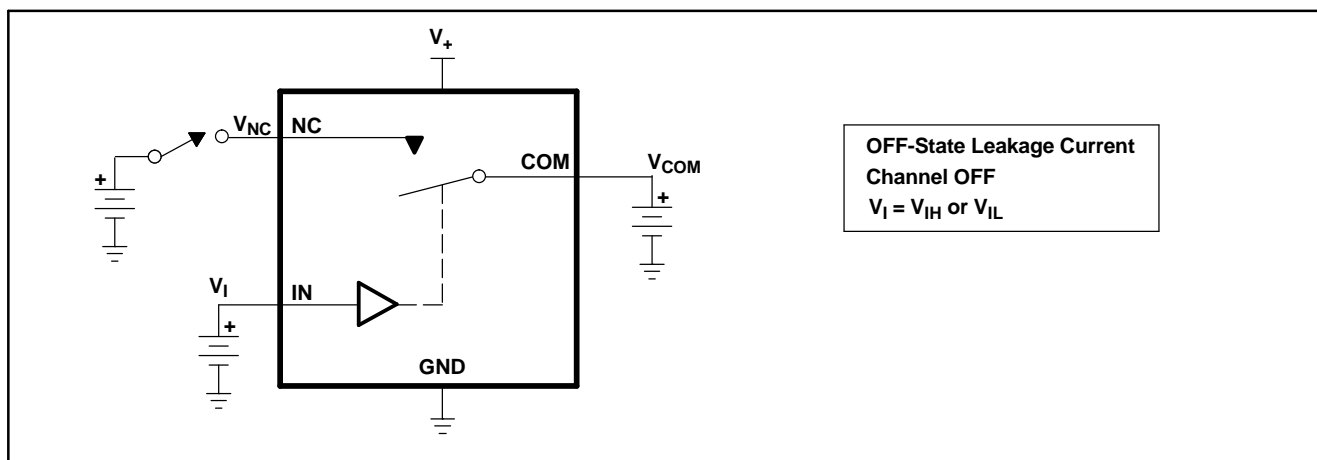 V+
VNC NC
COM VCOM
OFF-State Leakage Current
Channel OFF
VI = VIH or VIL
+
+
VI IN
+
GND